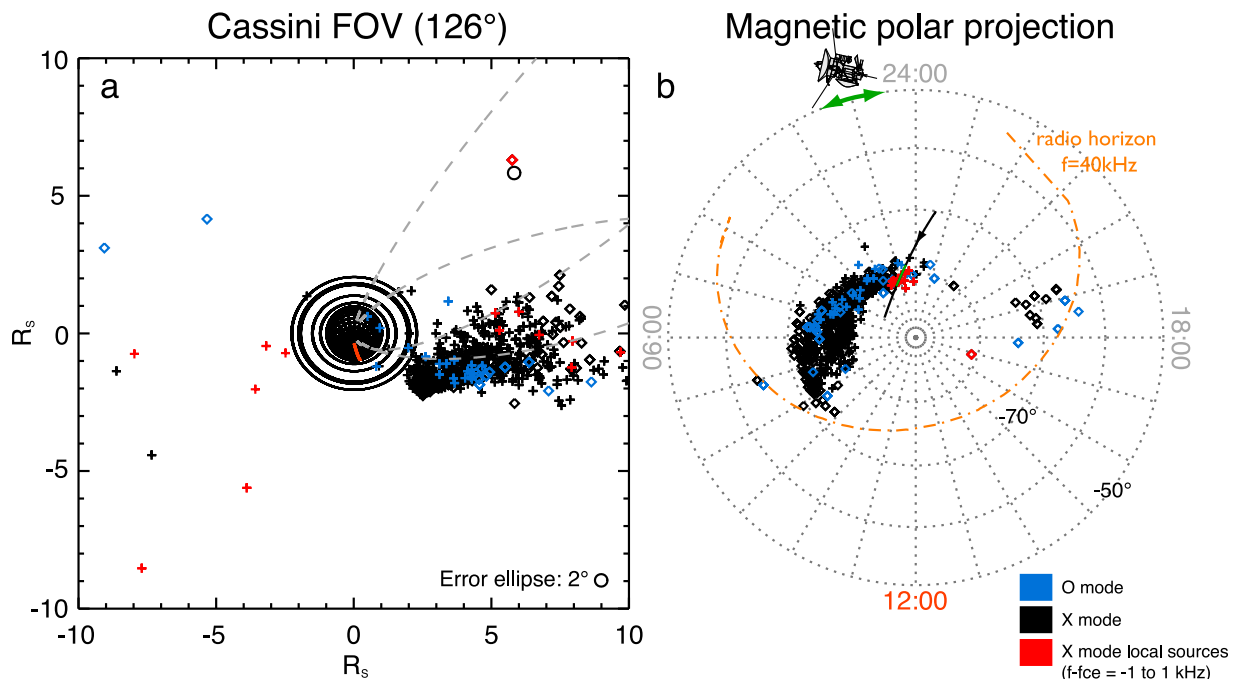 Cassini FOV (126°)
Magnetic polar projection
a
b
10
5
0
-5
-10
Rs
-10
-5
0
5
10
Rs
Error ellipse: 2°
24:00
radio horizon
f=40kHz
06:00
18:00
-70°
-50°
12:00
O mode
X mode
X mode local sources
(f-fce = -1 to 1 kHz)